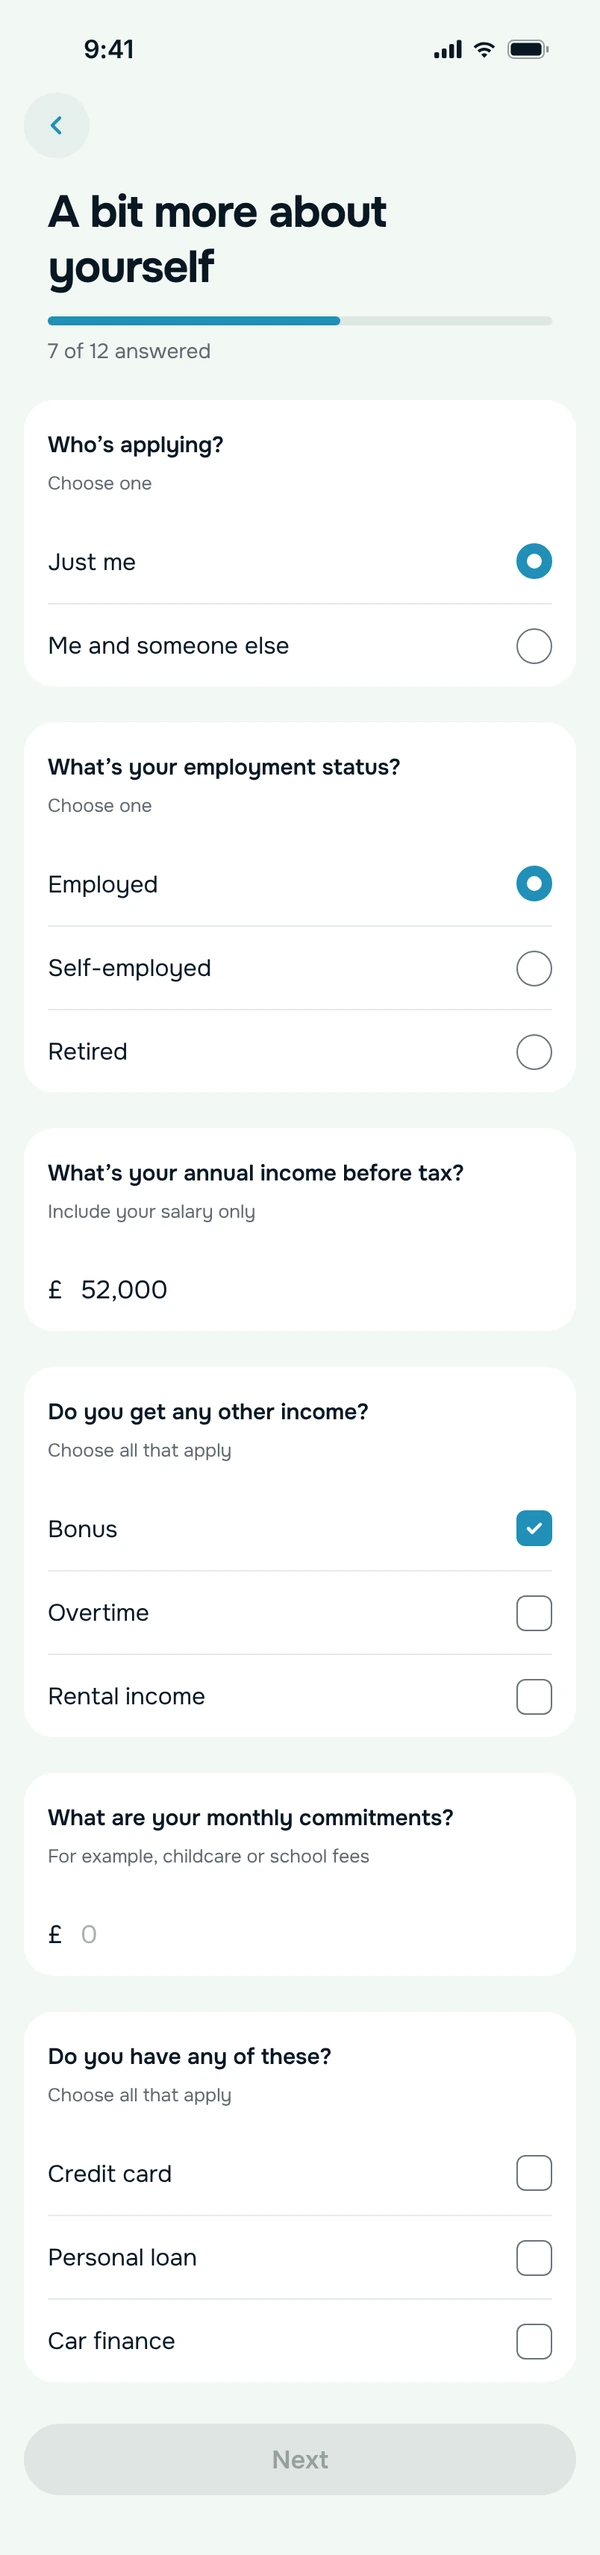 9:41
A bit more about
yourself
7 of 12 answered
Who’s applying?
Choose one
Just me
Me and someone else
What’s your employment status?
Choose one
Employed
Self-employed
Retired
What’s your annual income before tax?
Include your salary only
£ 52,000
Do you get any other income?
Choose all that apply
Bonus
Overtime
Rental income
What are your monthly commitments?
For example, childcare or school fees
£ 0
Do you have any of these?
Choose all that apply
Credit card
Personal loan
Car finance
Next